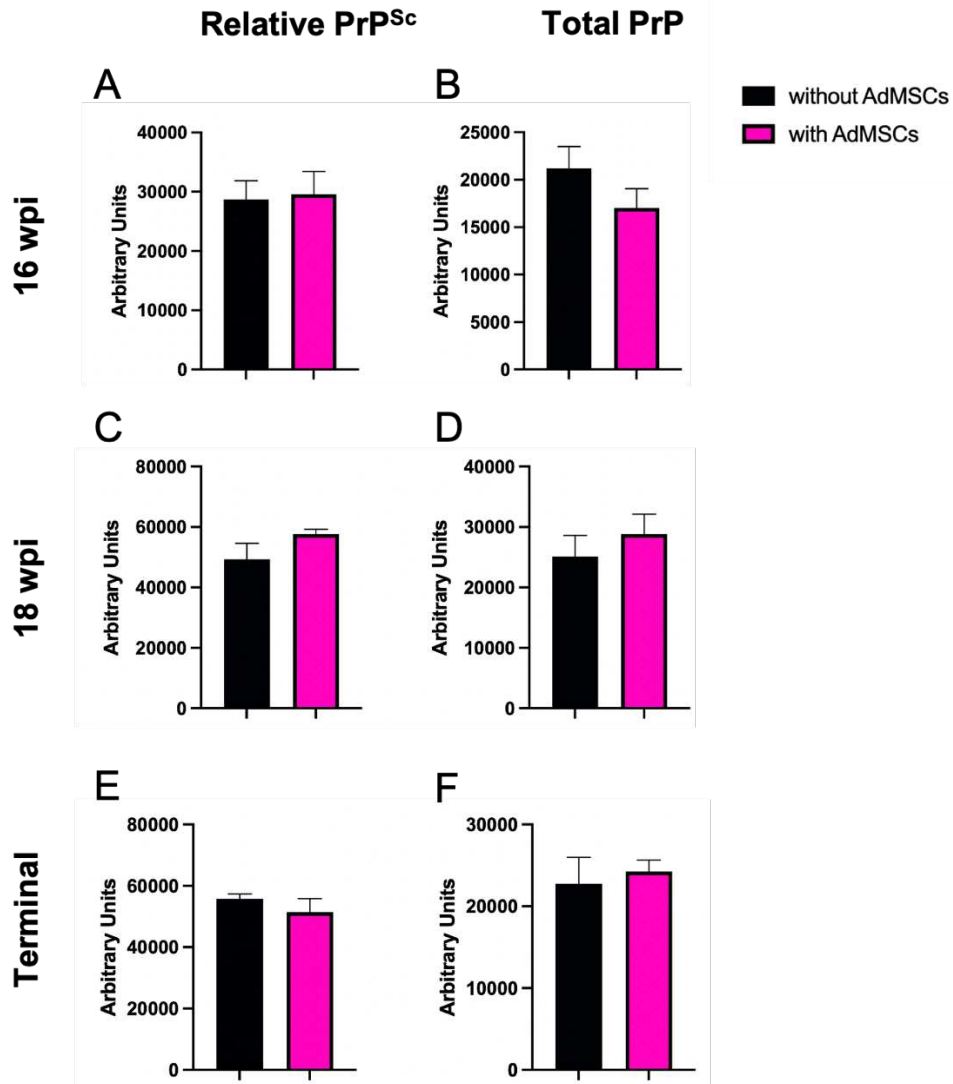 Relative PrPSc Total PrP
without AdMSCs
with AdMSCs
16 wpi
A
Arbitrary Units
40000
30000
20000
10000
0
B
Arbitrary Units
25000
20000
15000
10000
5000
0
18 wpi
C
Arbitrary Units
80000
60000
40000
20000
0
D
Arbitrary Units
40000
30000
20000
10000
0
Terminal
E
Arbitrary Units
80000
60000
40000
20000
0
F
Arbitrary Units
30000
20000
10000
0